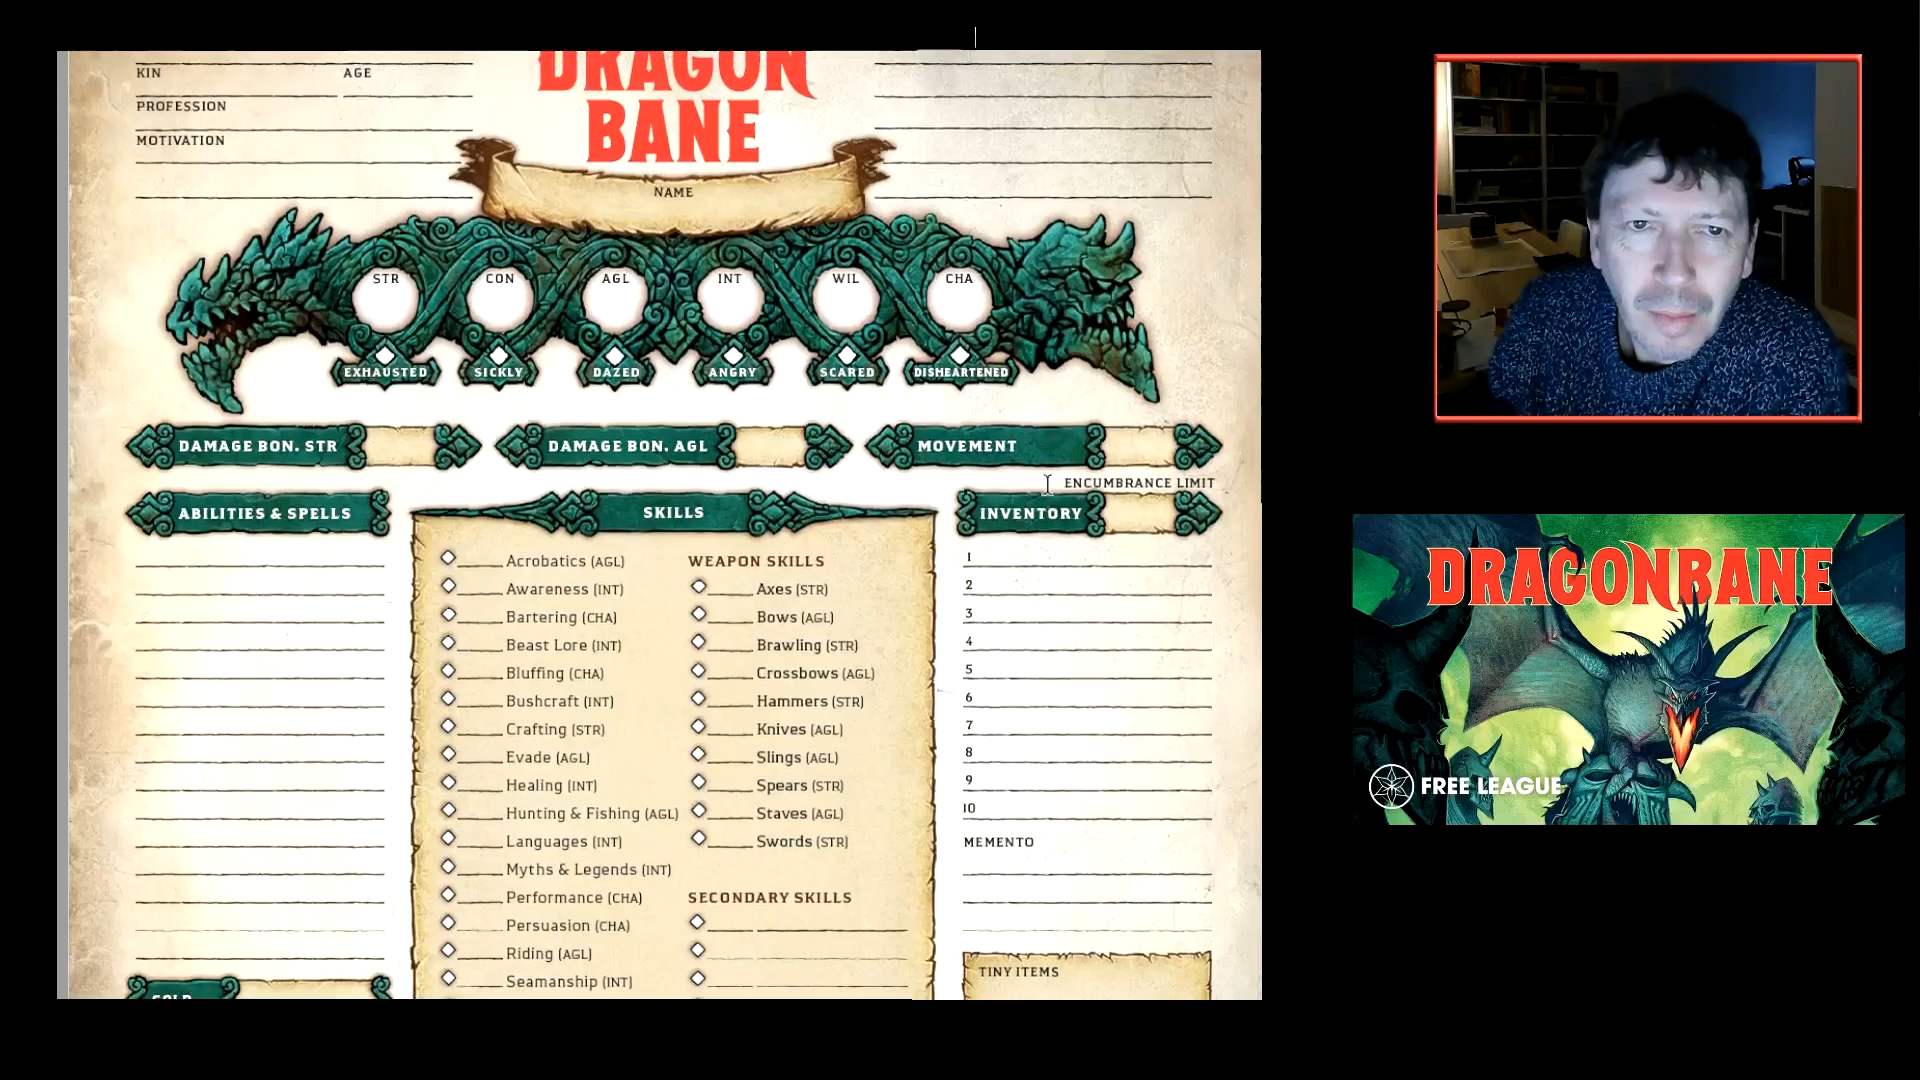 KIN AGE
PROFESSION
MOTIVATION
DRAGON
BANE
NAME
STR CON AGL INT WIL CHA
EXHAUSTED SICKLY DAZED ANGRY SCARED DISHEARTENED
DAMAGE BON. STR DAMAGE BON. AGL MOVEMENT
ENCUMBRANCE LIMIT
ABILITIES & SPELLS
SKILLS
Acrobatics (AGL)
Awareness (INT)
Bartering (CHA)
Beast Lore (INT)
Bluffing (CHA)
Bushcraft (INT)
Crafting (STR)
Evade (AGL)
Healing (INT)
Hunting & Fishing (AGL)
Languages (INT)
Myths & Legends (INT)
Performance (CHA)
Persuasion (CHA)
Riding (AGL)
Seamanship (INT)
WEAPON SKILLS
Axes (STR)
Bows (AGL)
Brawling (STR)
Crossbows (AGL)
Hammers (STR)
Knives (AGL)
Slings (AGL)
Spears (STR)
Staves (AGL)
Swords (STR)
SECONDARY SKILLS
INVENTORY
1
2
3
4
5
6
7
8
9
10
MEMENTO
TINY ITEMS
GOLD
DRAGONBANE
FREE LEAGUE